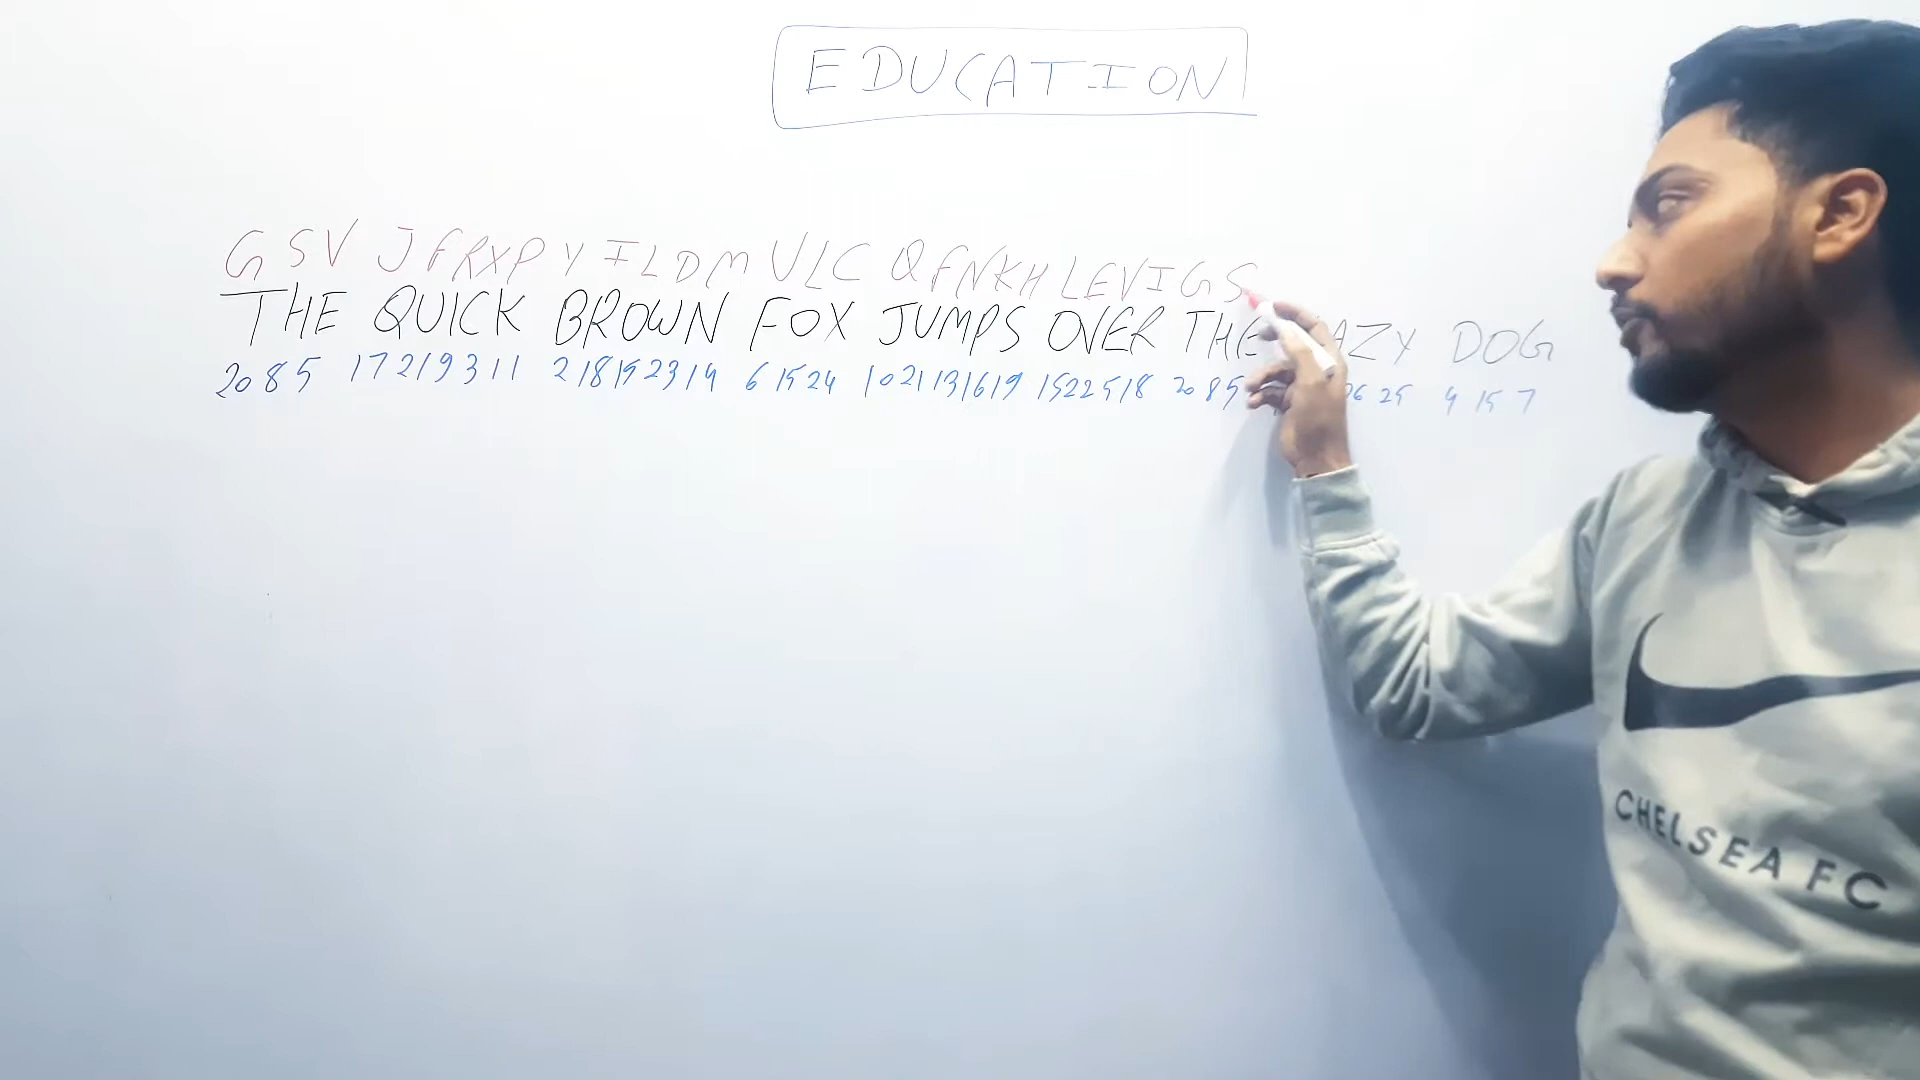 EDUCATION
GSV JFRXP YILDM ULC QFNKH LEVI GS
THE QUICK BROWN FOX JUMPS OVER THE AZY DOG
20 8 5 17 21 9 3 11 2 18 15 23 14 6 15 24 10 21 13 16 19 15 22 5 18 20 8 5 26 25 4 15 7
CHELSEA FC